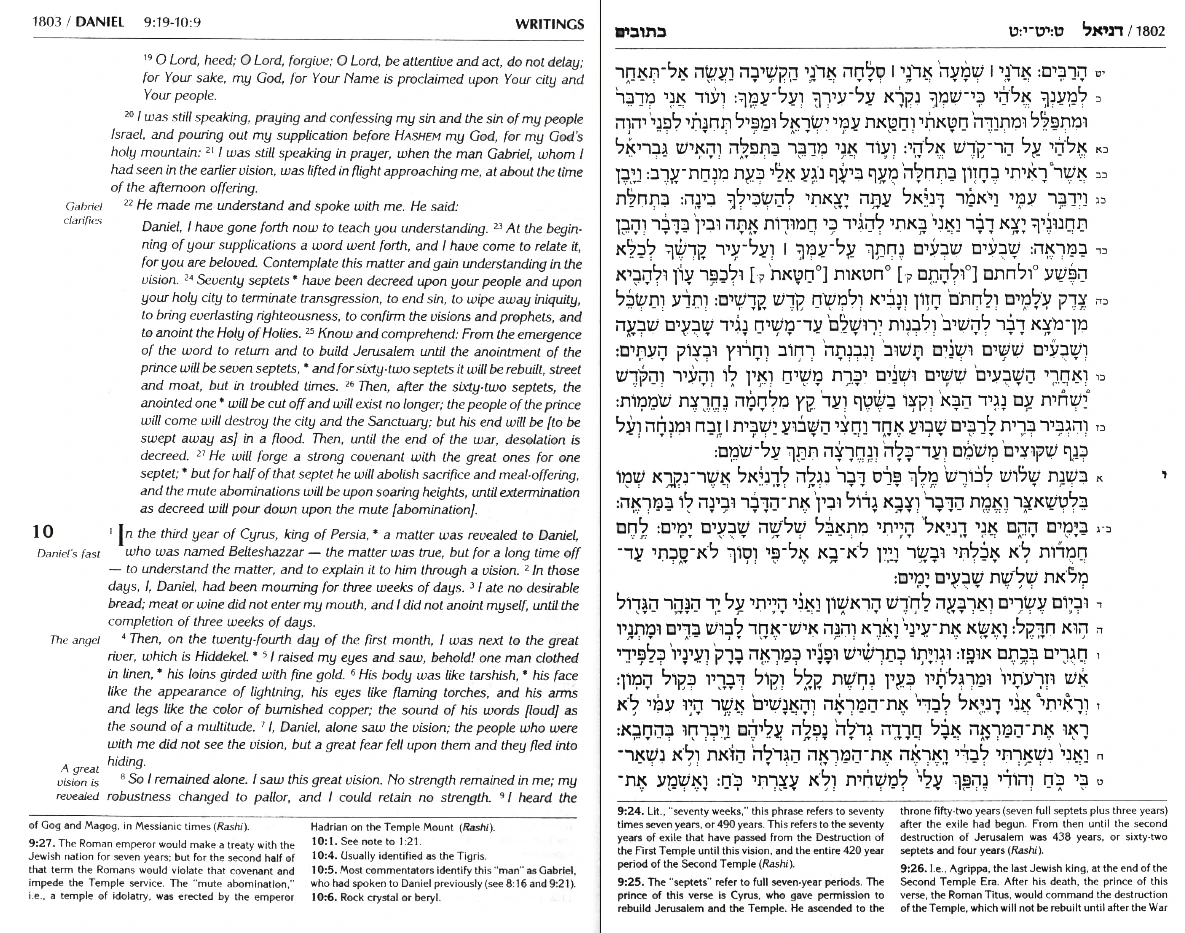 1803 / DANIEL 9:19-10:9 WRITINGS
¹⁹ O Lord, heed; O Lord, forgive; O Lord, be attentive and act, do not delay;
for Your sake, my God, for Your Name is proclaimed upon Your city and
Your people.
²⁰ I was still speaking, praying and confessing my sin and the sin of my people
Israel, and pouring out my supplication before HASHEM my God, for my God's
holy mountain: ²¹ I was still speaking in prayer, when the man Gabriel, whom I
had seen in the earlier vision, was lifted in flight approaching me, at about the time
of the afternoon offering.
Gabriel
clarifies
²² He made me understand and spoke with me. He said:
Daniel, I have gone forth now to teach you understanding. ²³ At the begin-
ning of your supplications a word went forth, and I have come to relate it,
for you are beloved. Contemplate this matter and gain understanding in the
vision. ²⁴ Seventy septets* have been decreed upon your people and upon
your holy city to terminate transgression, to end sin, to wipe away iniquity,
to bring everlasting righteousness, to confirm the visions and prophets, and
to anoint the Holy of Holies. ²⁵ Know and comprehend: From the emergence
of the word to return and to build Jerusalem until the anointment of the
prince will be seven septets,* and for sixty-two septets it will be rebuilt, street
and moat, but in troubled times. ²⁶ Then, after the sixty-two septets, the
anointed one* will be cut off and will exist no longer; the people of the prince
will come will destroy the city and the Sanctuary; but his end will be [to be
swept away as] in a flood. Then, until the end of the war, desolation is
decreed. ²⁷ He will forge a strong covenant with the great ones for one
septet;* but for half of that septet he will abolish sacrifice and meal-offering,
and the mute abominations will be upon soaring heights, until extermination
as decreed will pour down upon the mute [abomination].
10
Daniel's fast
¹ In the third year of Cyrus, king of Persia,* a matter was revealed to Daniel,
who was named Belteshazzar — the matter was true, but for a long time off
— to understand the matter, and to explain it to him through a vision. ² In those
days, I, Daniel, had been mourning for three weeks of days. ³ I ate no desirable
bread; meat or wine did not enter my mouth, and I did not anoint myself, until the
completion of three weeks of days.
The angel
⁴ Then, on the twenty-fourth day of the first month, I was next to the great
river, which is Hiddekel.* ⁵ I raised my eyes and saw, behold! one man clothed
in linen,* his loins girded with fine gold. ⁶ His body was like tarshish,* his face
like the appearance of lightning, his eyes like flaming torches, and his arms
and legs like the color of burnished copper; the sound of his words [loud] as
the sound of a multitude. ⁷ I, Daniel, alone saw the vision; the people who were
with me did not see the vision, but a great fear fell upon them and they fled into
hiding.
A great
vision is
revealed
⁸ So I remained alone. I saw this great vision. No strength remained in me; my
robustness changed to pallor, and I could retain no strength. ⁹ I heard the
of Gog and Magog, in Messianic times (Rashi).
9:27. The Roman emperor would make a treaty with the
Jewish nation for seven years; but for the second half of
that term the Romans would violate that covenant and
impede the Temple service. The "mute abomination,"
i.e., a temple of idolatry, was erected by the emperor
Hadrian on the Temple Mount (Rashi).
10:1. See note to 1:21.
10:4. Usually identified as the Tigris.
10:5. Most commentators identify this "man" as Gabriel,
who had spoken to Daniel previously (see 8:16 and 9:21).
10:6. Rock crystal or beryl.
1802 / דניאל ט:יט־י:ט כתובים
יט הָרַבִּים: אֲדֹנָי ׀ שְׁמָעָה אֲדֹנָי ׀ סְלָחָה אֲדֹנָי הַקֲשִׁיבָה וַעֲשֵׂה אַל־תְּאַחַר
כ לְמַעַנְךָ אֱלֹהַי כִּי־שִׁמְךָ נִקְרָא עַל־עִירְךָ וְעַל־עַמֶּךָ: וְעוֹד אֲנִי מְדַבֵּר
וּמִתְפַּלֵּל וּמִתְוַדֶּה חַטָּאתִי וְחַטַּאת עַמִּי יִשְׂרָאֵל וּמַפִּיל תְּחִנָּתִי לִפְנֵי יהוה
כא אֱלֹהַי עַל הַר־קֹדֶשׁ אֱלֹהָי: וְעוֹד אֲנִי מְדַבֵּר בַּתְּפִלָּה וְהָאִישׁ גַּבְרִיאֵל
כב אֲשֶׁר רָאִיתִי בֶחָזוֹן בַּתְּחִלָּה מֻעָף בִּיעָף נֹגֵעַ אֵלַי כְּעֵת מִנְחַת־עָרֶב: וַיָּבֶן
כג וַיְדַבֵּר עִמִּי וַיֹּאמַר דָּנִיֵּאל עַתָּה יָצָאתִי לְהַשְׂכִּילְךָ בִינָה: בִּתְחִלַּת
תַּחֲנוּנֶיךָ יָצָא דָבָר וַאֲנִי בָּאתִי לְהַגִּיד כִּי חֲמוּדוֹת אָתָּה וּבִין בַּדָּבָר וְהָבֵן
כד בַּמַּרְאֶה: שָׁבֻעִים שִׁבְעִים נֶחְתַּךְ עַל־עַמְּךָ ׀ וְעַל־עִיר קָדְשֶׁךָ לְכַלֵּא
הַפֶּשַׁע °ולחתם [°וּלְהָתֵם ק׳] °חטאות [°חַטָּאת ק׳] וּלְכַפֵּר עָוֺן וּלְהָבִיא
כה צֶדֶק עֹלָמִים וְלַחְתֹּם חָזוֹן וְנָבִיא וְלִמְשֹׁחַ קֹדֶשׁ קָדָשִׁים: וְתֵדַע וְתַשְׂכֵּל
מִן־מֹצָא דָבָר לְהָשִׁיב וְלִבְנוֹת יְרוּשָׁלִַם עַד־מָשִׁיחַ נָגִיד שָׁבֻעִים שִׁבְעָה
וְשָׁבֻעִים שִׁשִּׁים וּשְׁנַיִם תָּשׁוּב וְנִבְנְתָה רְחוֹב וְחָרוּץ וּבְצוֹק הָעִתִּים:
כו וְאַחֲרֵי הַשָּׁבֻעִים שִׁשִּׁים וּשְׁנַיִם יִכָּרֵת מָשִׁיחַ וְאֵין לוֹ וְהָעִיר וְהַקֹּדֶשׁ
יַשְׁחִית עַם נָגִיד הַבָּא וְקִצּוֹ בַשֶּׁטֶף וְעַד קֵץ מִלְחָמָה נֶחֱרֶצֶת שֹׁמֵמוֹת:
כז וְהִגְבִּיר בְּרִית לָרַבִּים שָׁבוּעַ אֶחָד וַחֲצִי הַשָּׁבוּעַ יַשְׁבִּית ׀ זֶבַח וּמִנְחָה וְעַל
כְּנַף שִׁקּוּצִים מְשֹׁמֵם וְעַד־כָּלָה וְנֶחֱרָצָה תִּתַּךְ עַל־שֹׁמֵם:
י א בִּשְׁנַת שָׁלוֹשׁ לְכוֹרֶשׁ מֶלֶךְ פָּרַס דָּבָר נִגְלָה לְדָנִיֵּאל אֲשֶׁר־נִקְרָא שְׁמוֹ
בֵּלְטְשַׁאצַּר וֶאֱמֶת הַדָּבָר וְצָבָא גָדוֹל וּבִין אֶת־הַדָּבָר וּבִינָה לוֹ בַּמַּרְאֶה:
ב־ג בַּיָּמִים הָהֵם אֲנִי דָנִיֵּאל הָיִיתִי מִתְאַבֵּל שְׁלֹשָׁה שָׁבֻעִים יָמִים: לֶחֶם
חֲמֻדוֹת לֹא אָכַלְתִּי וּבָשָׂר וָיַיִן לֹא־בָא אֶל־פִּי וְסוֹךְ לֹא־סָכְתִּי עַד־
מְלֹאת שְׁלֹשֶׁת שָׁבֻעִים יָמִים:
ד וּבְיוֹם עֶשְׂרִים וְאַרְבָּעָה לַחֹדֶשׁ הָרִאשׁוֹן וַאֲנִי הָיִיתִי עַל יַד הַנָּהָר הַגָּדוֹל
ה הוּא חִדָּקֶל: וָאֶשָּׂא אֶת־עֵינַי וָאֵרֶא וְהִנֵּה אִישׁ־אֶחָד לָבוּשׁ בַּדִּים וּמָתְנָיו
ו חֲגֻרִים בְּכֶתֶם אוּפָז: וּגְוִיָּתוֹ כְתַרְשִׁישׁ וּפָנָיו כְּמַרְאֵה בָרָק וְעֵינָיו כְּלַפִּידֵי
אֵשׁ וּזְרֹעֹתָיו וּמַרְגְּלֹתָיו כְּעֵין נְחֹשֶׁת קָלָל וְקוֹל דְּבָרָיו כְּקוֹל הָמוֹן:
ז וְרָאִיתִי אֲנִי דָנִיֵּאל לְבַדִּי אֶת־הַמַּרְאָה וְהָאֲנָשִׁים אֲשֶׁר הָיוּ עִמִּי לֹא
רָאוּ אֶת־הַמַּרְאָה אֲבָל חֲרָדָה גְדֹלָה נָפְלָה עֲלֵיהֶם וַיִּבְרְחוּ בְּהֵחָבֵא:
ח וַאֲנִי נִשְׁאַרְתִּי לְבַדִּי וָאֶרְאֶה אֶת־הַמַּרְאָה הַגְּדֹלָה הַזֹּאת וְלֹא נִשְׁאַר־
ט בִּי כֹּחַ וְהוֹדִי נֶהְפַּךְ עָלַי לְמַשְׁחִית וְלֹא עָצַרְתִּי כֹּחַ: וָאֶשְׁמַע אֶת־
9:24. Lit., "seventy weeks," this phrase refers to seventy
times seven years, or 490 years. This refers to the seventy
years of exile that have passed from the Destruction of
the First Temple until this vision, and the entire 420 year
period of the Second Temple (Rashi).
9:25. The "septets" refer to full seven-year periods. The
prince of this verse is Cyrus, who gave permission to
rebuild Jerusalem and the Temple. He ascended to the
throne fifty-two years (seven full septets plus three years)
after the exile had begun. From then until the second
destruction of Jerusalem was 438 years, or sixty-two
septets and four years (Rashi).
9:26. I.e., Agrippa, the last Jewish king, at the end of the
Second Temple Era. After his death, the prince of this
verse, the Roman Titus, would command the destruction
of the Temple, which will not be rebuilt until after the War